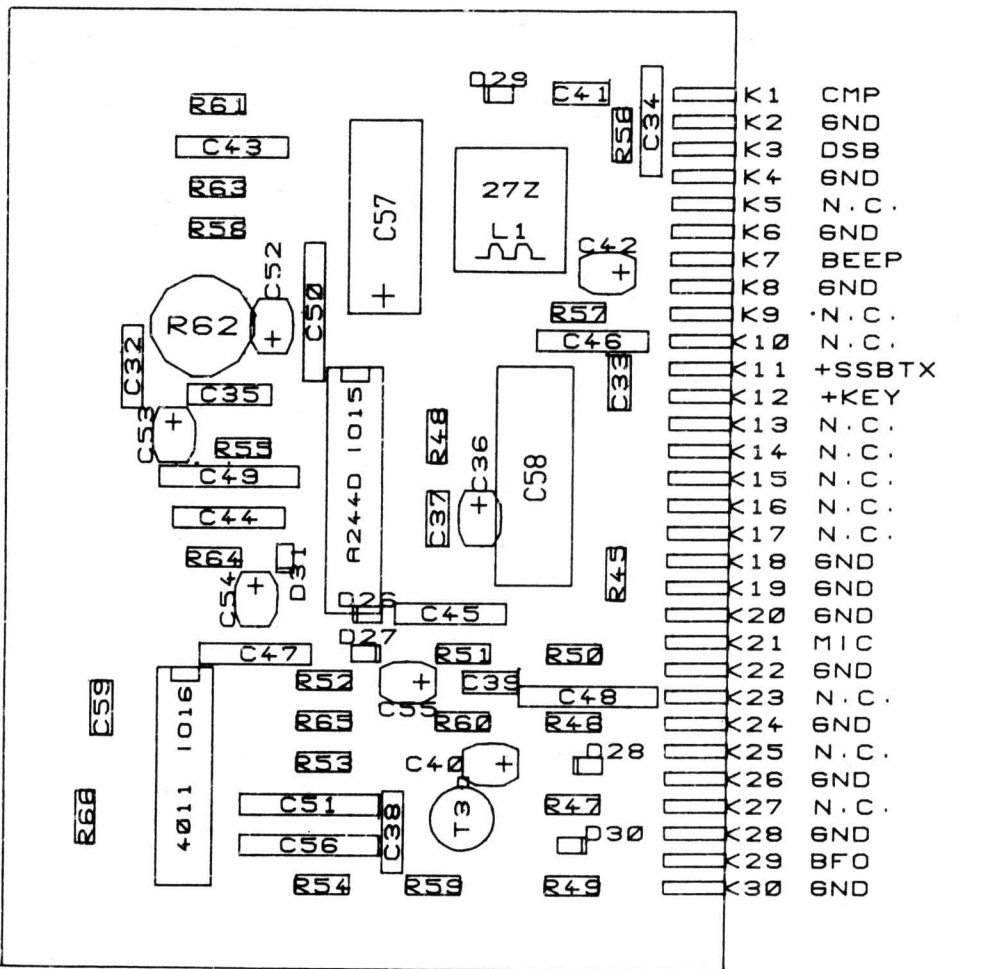 D29
C41
C34
R58
R61
C43
R63
R56
C57
+
27Z
L1
C42
+
C52
+
C50
R62
R57
C46
C33
C32
C35
C53
+
R55
C49
C44
R64
D31
C54
+
A244D IO15
R48
C36
+
C37
C58
R45
D26
C45
D27
C47
R51
R50
R52
C55
+
C39
C48
C59
4011 IO16
R65
R60
R46
R53
C40
+
D28
R66
C51
C38
T3
R47
C56
D30
R54
R59
R49
K1 CMP
K2 GND
K3 DSB
K4 GND
K5 N.C.
K6 GND
K7 BEEP
K8 GND
K9 N.C.
K10 N.C.
K11 +SSBTX
K12 +KEY
K13 N.C.
K14 N.C.
K15 N.C.
K16 N.C.
K17 N.C.
K18 GND
K19 GND
K20 GND
K21 MIC
K22 GND
K23 N.C.
K24 GND
K25 N.C.
K26 GND
K27 N.C.
K28 GND
K29 BFO
K30 GND